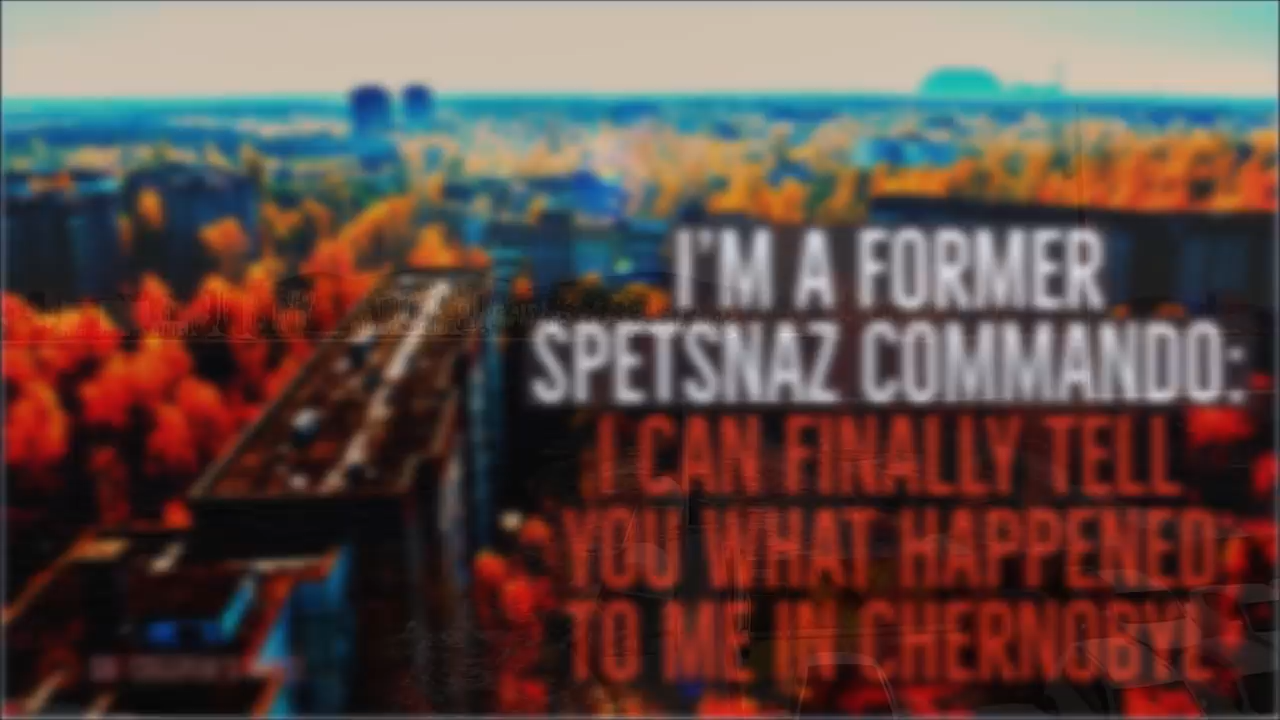 I'M A FORMER
SPETSNAZ COMMANDO:
I CAN FINALLY TELL
YOU WHAT HAPPENED
TO ME IN CHERNOBYL